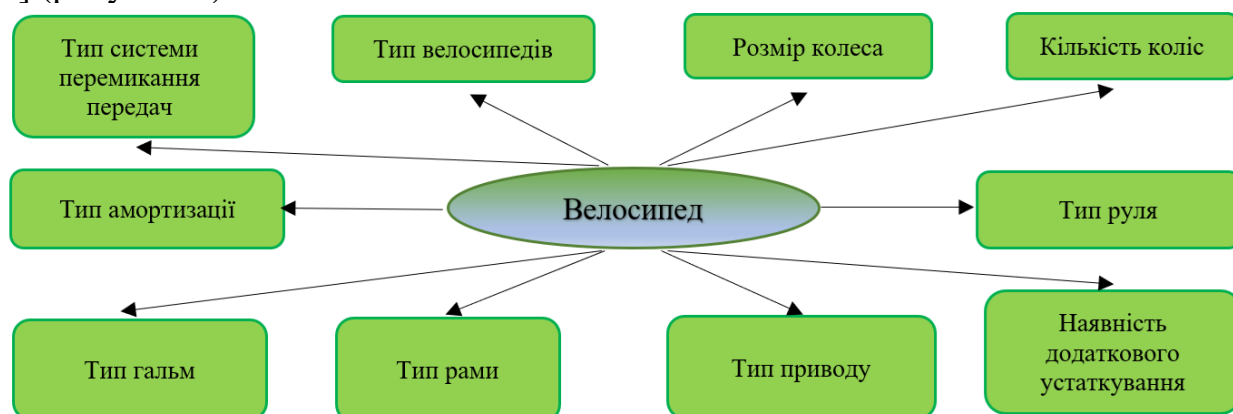 Тип системи
перемикання
передач
Тип велосипедів
Розмір колеса
Кількість коліс
Тип амортизації
Велосипед
Тип руля
Тип гальм
Тип рами
Тип приводу
Наявність
додаткового
устаткування